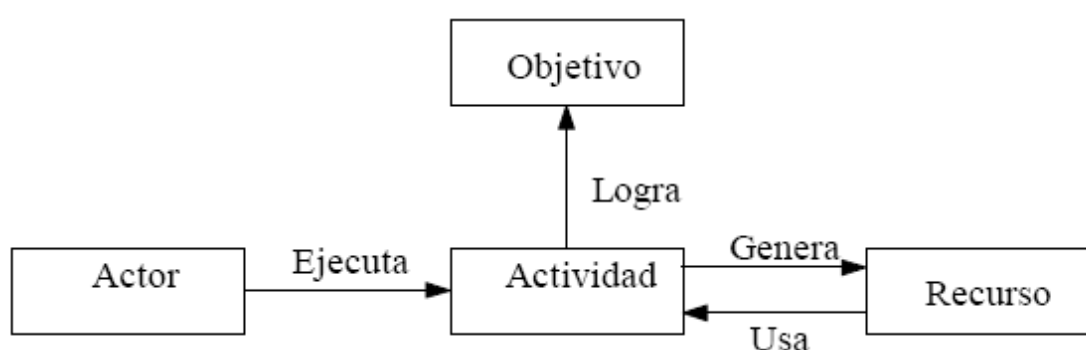 Objetivo
Logra
Actor
Ejecuta
Actividad
Genera
Usa
Recurso